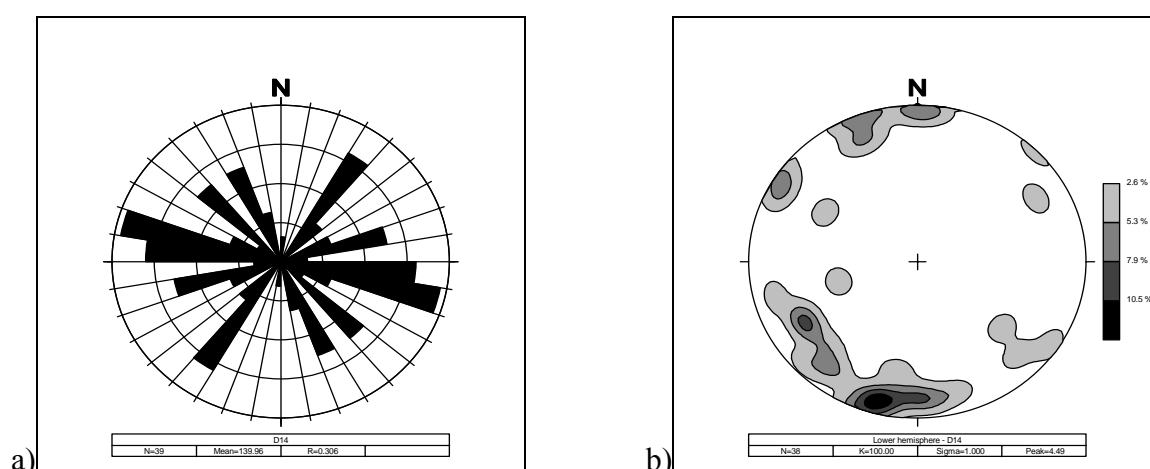 N
D14
N=39 Mean=139.96 R=0.306
a)
N
2.6 %
5.3 %
7.9 %
10.5 %
Lower hemisphere - D14
N=38 K=100.00 Sigma=1.000 Peak=4.49
b)